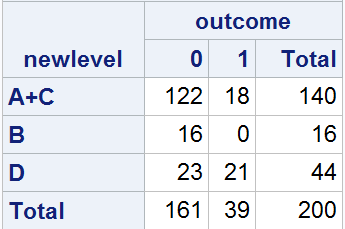 outcome
newlevel 0 1 Total
A+C 122 18 140
B 16 0 16
D 23 21 44
Total 161 39 200